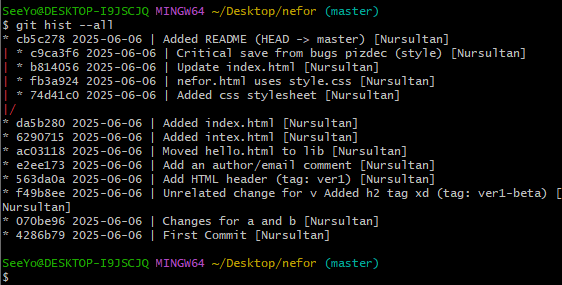 SeeYo@DESKTOP-I9JSCJQ MINGW64 ~/Desktop/nefor (master)
$ git hist --all
* cb5c278 2025-06-06 | Added README (HEAD -> master) [Nursultan]
| * c9ca3f6 2025-06-06 | Critical save from bugs pizdec (style) [Nursultan]
| * b814056 2025-06-06 | Update index.html [Nursultan]
| * fb3a924 2025-06-06 | nefor.html uses style.css [Nursultan]
| * 74d41c0 2025-06-06 | Added css stylesheet [Nursultan]
|/
* da5b280 2025-06-06 | Added index.html [Nursultan]
* 6290715 2025-06-06 | Added intex.html [Nursultan]
* ac03118 2025-06-06 | Moved hello.html to lib [Nursultan]
* e2ee173 2025-06-06 | Add an author/email comment [Nursultan]
* 563da0a 2025-06-06 | Add HTML header (tag: ver1) [Nursultan]
* f49b8ee 2025-06-06 | Unrelated change for v Added h2 tag xd (tag: ver1-beta) [
Nursultan]
* 070be96 2025-06-06 | Changes for a and b [Nursultan]
* 4286b79 2025-06-06 | First Commit [Nursultan]
SeeYo@DESKTOP-I9JSCJQ MINGW64 ~/Desktop/nefor (master)
$